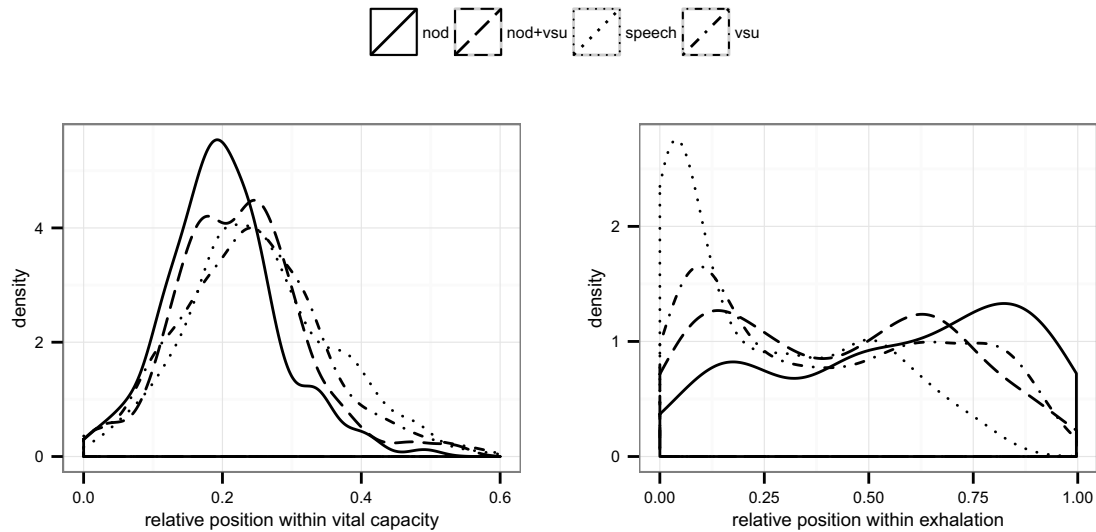 nod nod+vsu speech vsu
density
4
2
0
0.0 0.2 0.4 0.6
relative position within vital capacity
density
2
1
0
0.00 0.25 0.50 0.75 1.00
relative position within exhalation